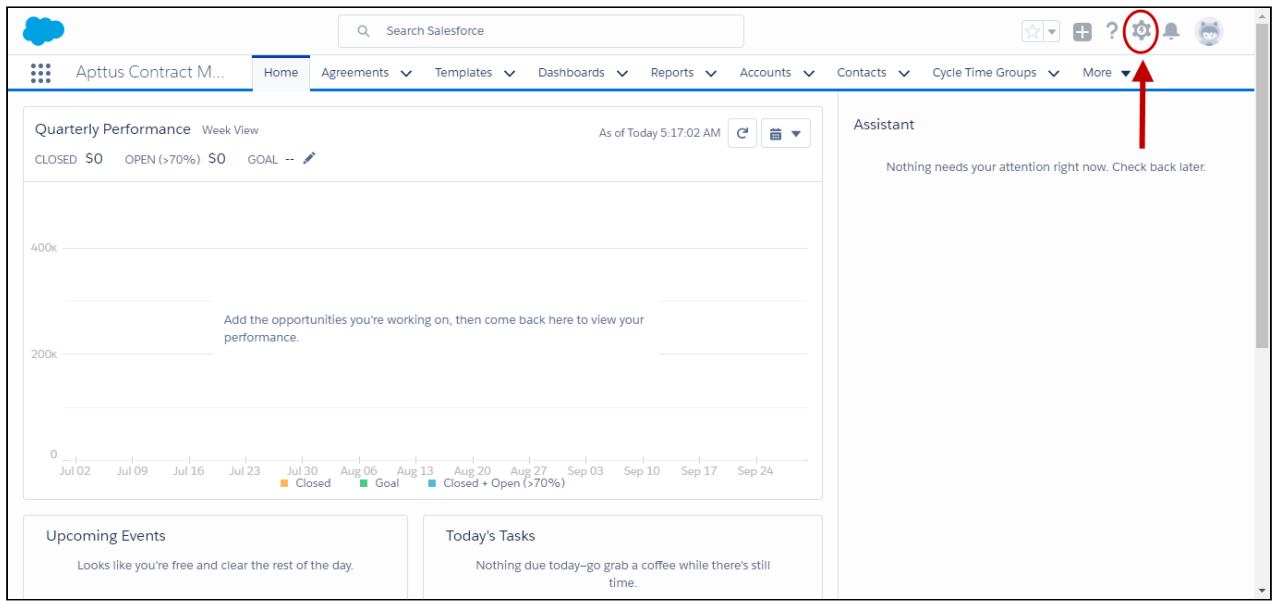 Search Salesforce
Apttus Contract M... Home Agreements Templates Dashboards Reports Accounts Contacts Cycle Time Groups More
Quarterly Performance Week View
As of Today 5:17:02 AM
CLOSED $0 OPEN (>70%) $0 GOAL --
400K
200K
0
Add the opportunities you're working on, then come back here to view your
performance.
Jul 02 Jul 09 Jul 16 Jul 23 Jul 30 Aug 06 Aug 13 Aug 20 Aug 27 Sep 03 Sep 10 Sep 17 Sep 24
Closed Goal Closed + Open (>70%)
Assistant
Nothing needs your attention right now. Check back later.
Upcoming Events
Looks like you're free and clear the rest of the day.
Today's Tasks
Nothing due today—go grab a coffee while there's still
time.